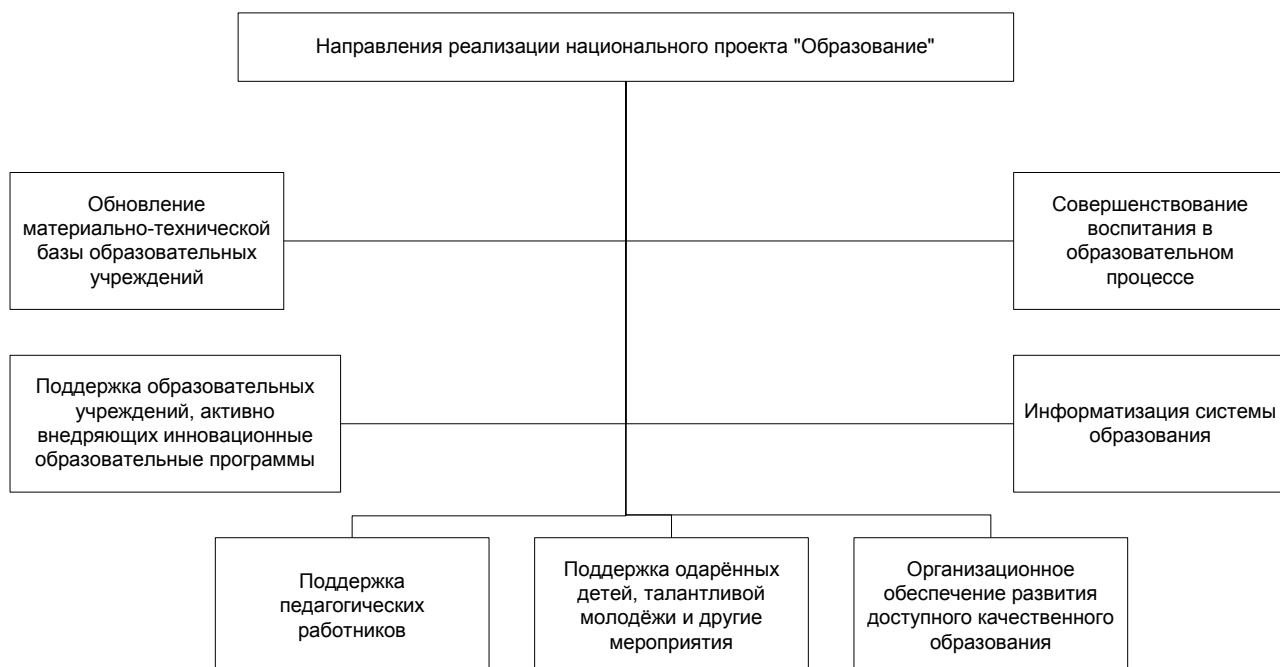 Направления реализации национального проекта "Образование"
Обновление
материально-технической
базы образовательных
учреждений
Совершенствование
воспитания в
образовательном
процессе
Поддержка образовательных
учреждений, активно
внедряющих инновационные
образовательные программы
Информатизация системы
образования
Поддержка
педагогических
работников
Поддержка одарённых
детей, талантливой
молодёжи и другие
мероприятия
Организационное
обеспечение развития
доступного качественного
образования